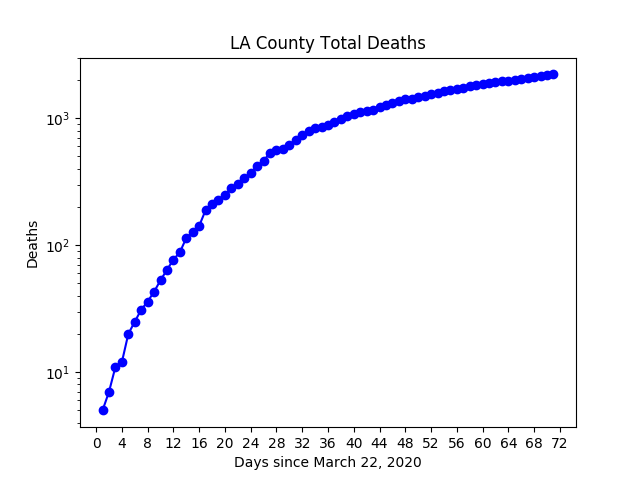 LA County Total Deaths
Deaths
10³
10²
10¹
0 4 8 12 16 20 24 28 32 36 40 44 48 52 56 60 64 68 72
Days since March 22, 2020